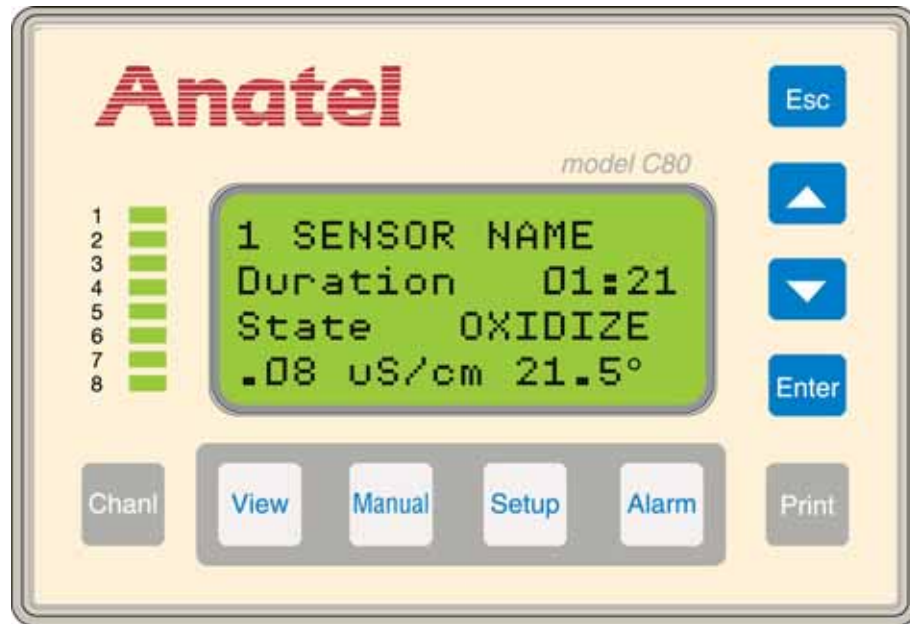 Anatel
Esc
model C80
1
2
3
4
5
6
7
8
1 SENSOR NAME
Duration 01:21
State OXIDIZE
.08 uS/cm 21.5°
Enter
Chanl
View
Manual
Setup
Alarm
Print